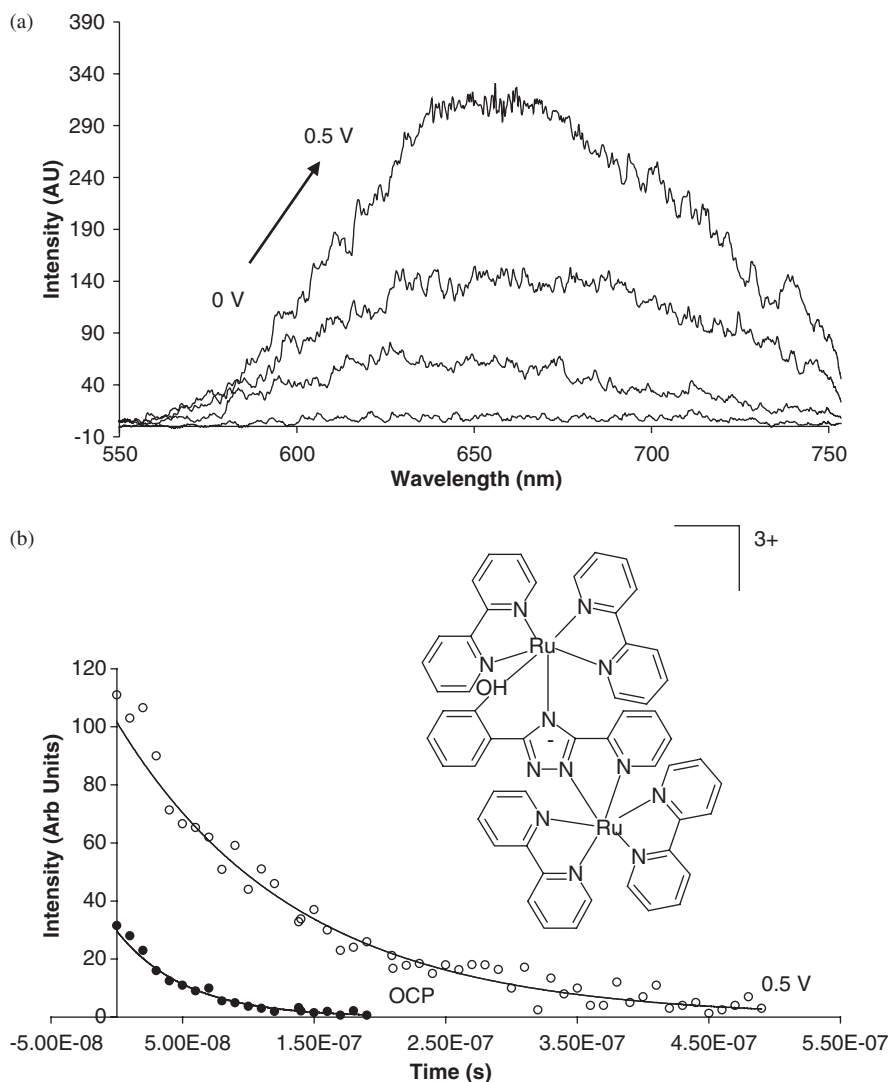 (a)
390
340
290
240
190
140
90
40
-10
Intensity (AU)
0.5 V
0 V
550
600
650
700
750
Wavelength (nm)
(b)
3+
N
N
N
N
Ru
OH
N
-
N
N
N
N
N
Ru
N
N
N
120
100
80
60
40
20
0
Intensity (Arb Units)
OCP
0.5 V
-5.00E-08
5.00E-08
1.50E-07
2.50E-07
3.50E-07
4.50E-07
5.50E-07
Time (s)